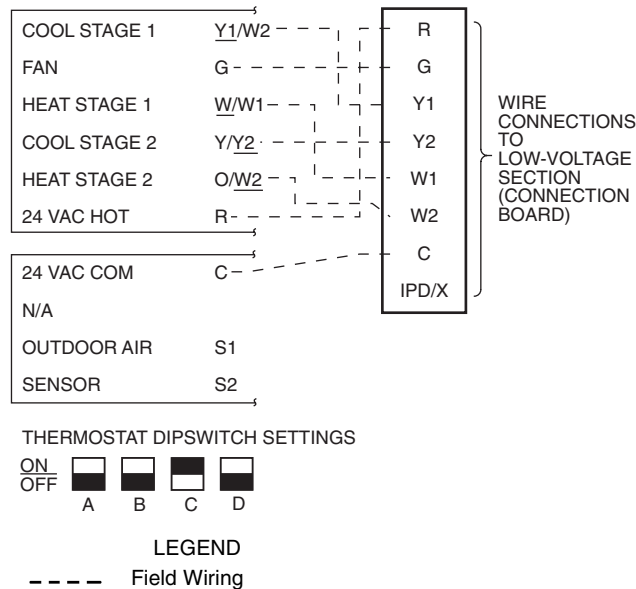 COOL STAGE 1 Y1/W2 R
FAN G G
HEAT STAGE 1 W/W1 Y1
COOL STAGE 2 Y/Y2 Y2
HEAT STAGE 2 O/W2 W1
24 VAC HOT R W2
24 VAC COM C C
N/A IPD/X
OUTDOOR AIR S1
SENSOR S2
WIRE
CONNECTIONS
TO
LOW-VOLTAGE
SECTION
(CONNECTION
BOARD)
THERMOSTAT DIPSWITCH SETTINGS
ON
OFF
A B C D
LEGEND
Field Wiring